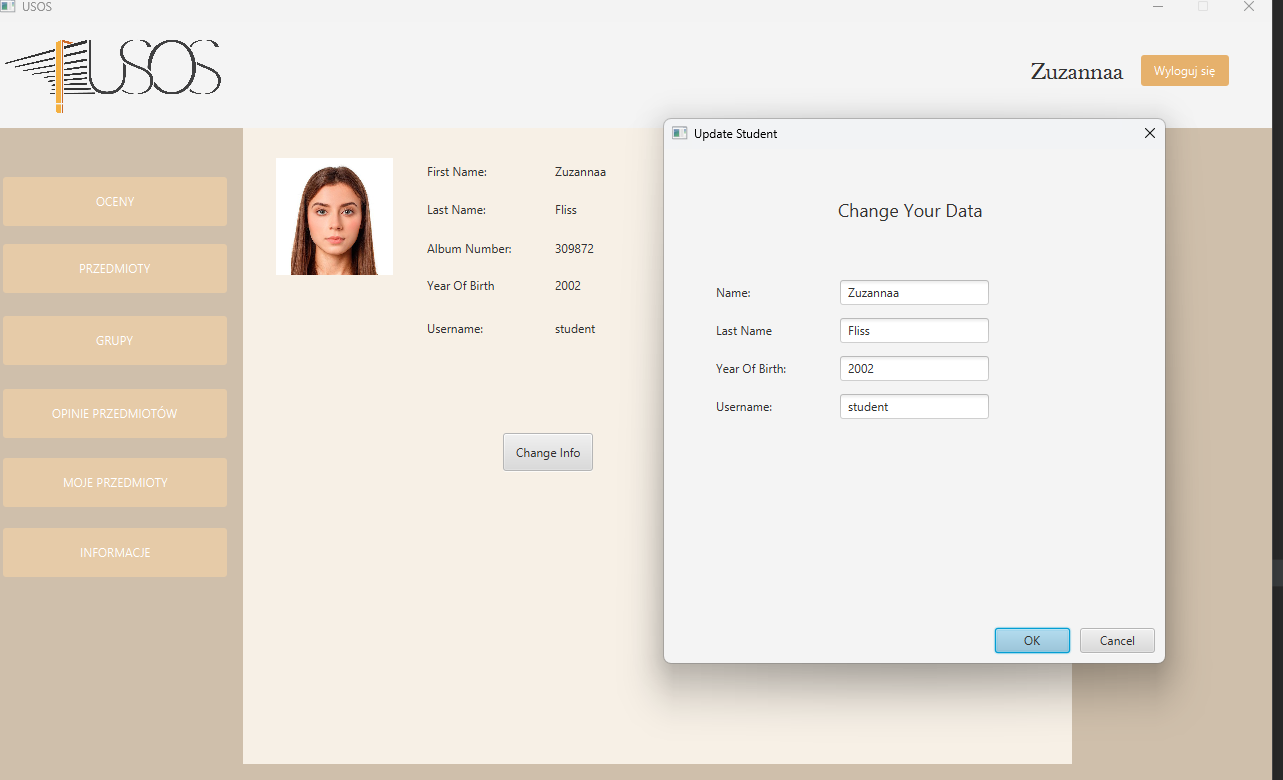 USOS
USOS
Zuzannaa
Wyloguj się
OCENY
PRZEDMIOTY
GRUPY
OPINIE PRZEDMIOTÓW
MOJE PRZEDMIOTY
INFORMACJE
First Name: Zuzannaa
Last Name: Fliss
Album Number: 309872
Year Of Birth 2002
Username: student
Change Info
Update Student
Change Your Data
Name: Zuzannaa
Last Name Fliss
Year Of Birth: 2002
Username: student
OK Cancel